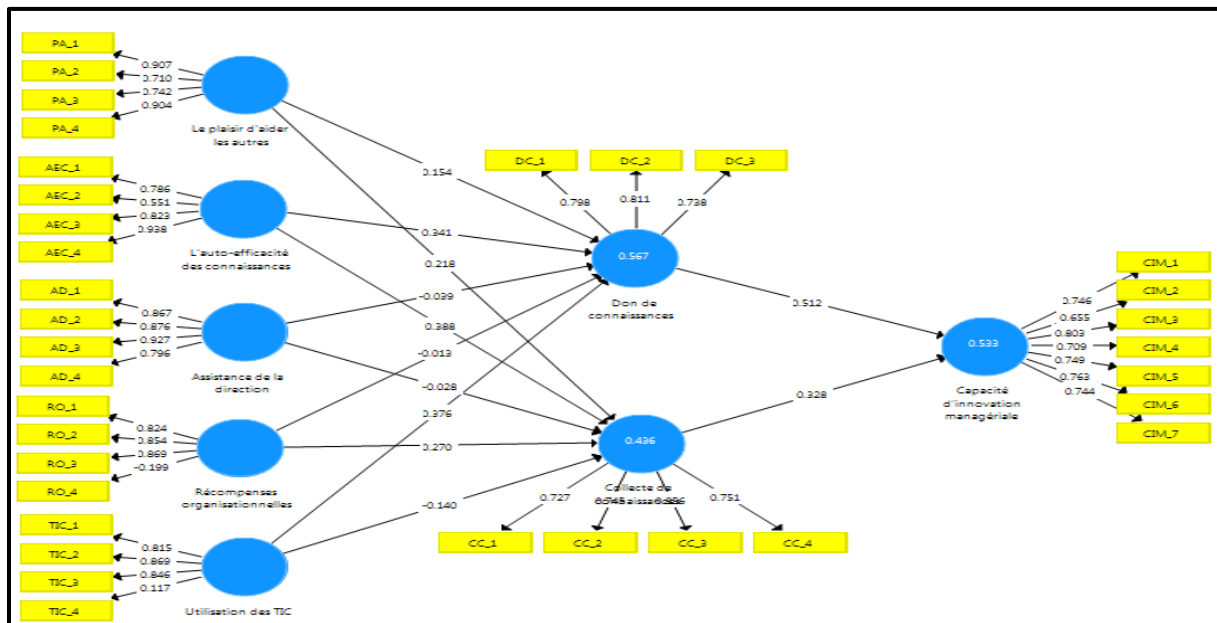 PA_1
PA_2
PA_3
PA_4
0.907
0.710
0.742
0.904
Le plaisir d'aider
les autres
AEC_1
AEC_2
AEC_3
AEC_4
0.786
0.551
0.823
0.938
L'auto-efficacité
des connaissances
AD_1
AD_2
AD_3
AD_4
0.867
0.876
0.927
0.796
Assistance de la
direction
RO_1
RO_2
RO_3
RO_4
0.824
0.854
0.869
-0.199
Récompenses
organisationnelles
TIC_1
TIC_2
TIC_3
TIC_4
0.815
0.869
0.846
0.117
Utilisation des TIC
0.154
0.341
0.218
-0.039
0.388
-0.013
-0.028
0.376
0.270
-0.140
DC_1
DC_2
DC_3
0.798
0.811
0.738
0.567
Don de
connaissances
0.436
Collecte de
0.727
0.751
CC_1
CC_2
CC_3
CC_4
0.512
0.328
0.533
Capacité
d'innovation
managériale
CIM_1
CIM_2
CIM_3
CIM_4
CIM_5
CIM_6
CIM_7
0.746
0.655
0.803
0.709
0.749
0.763
0.744